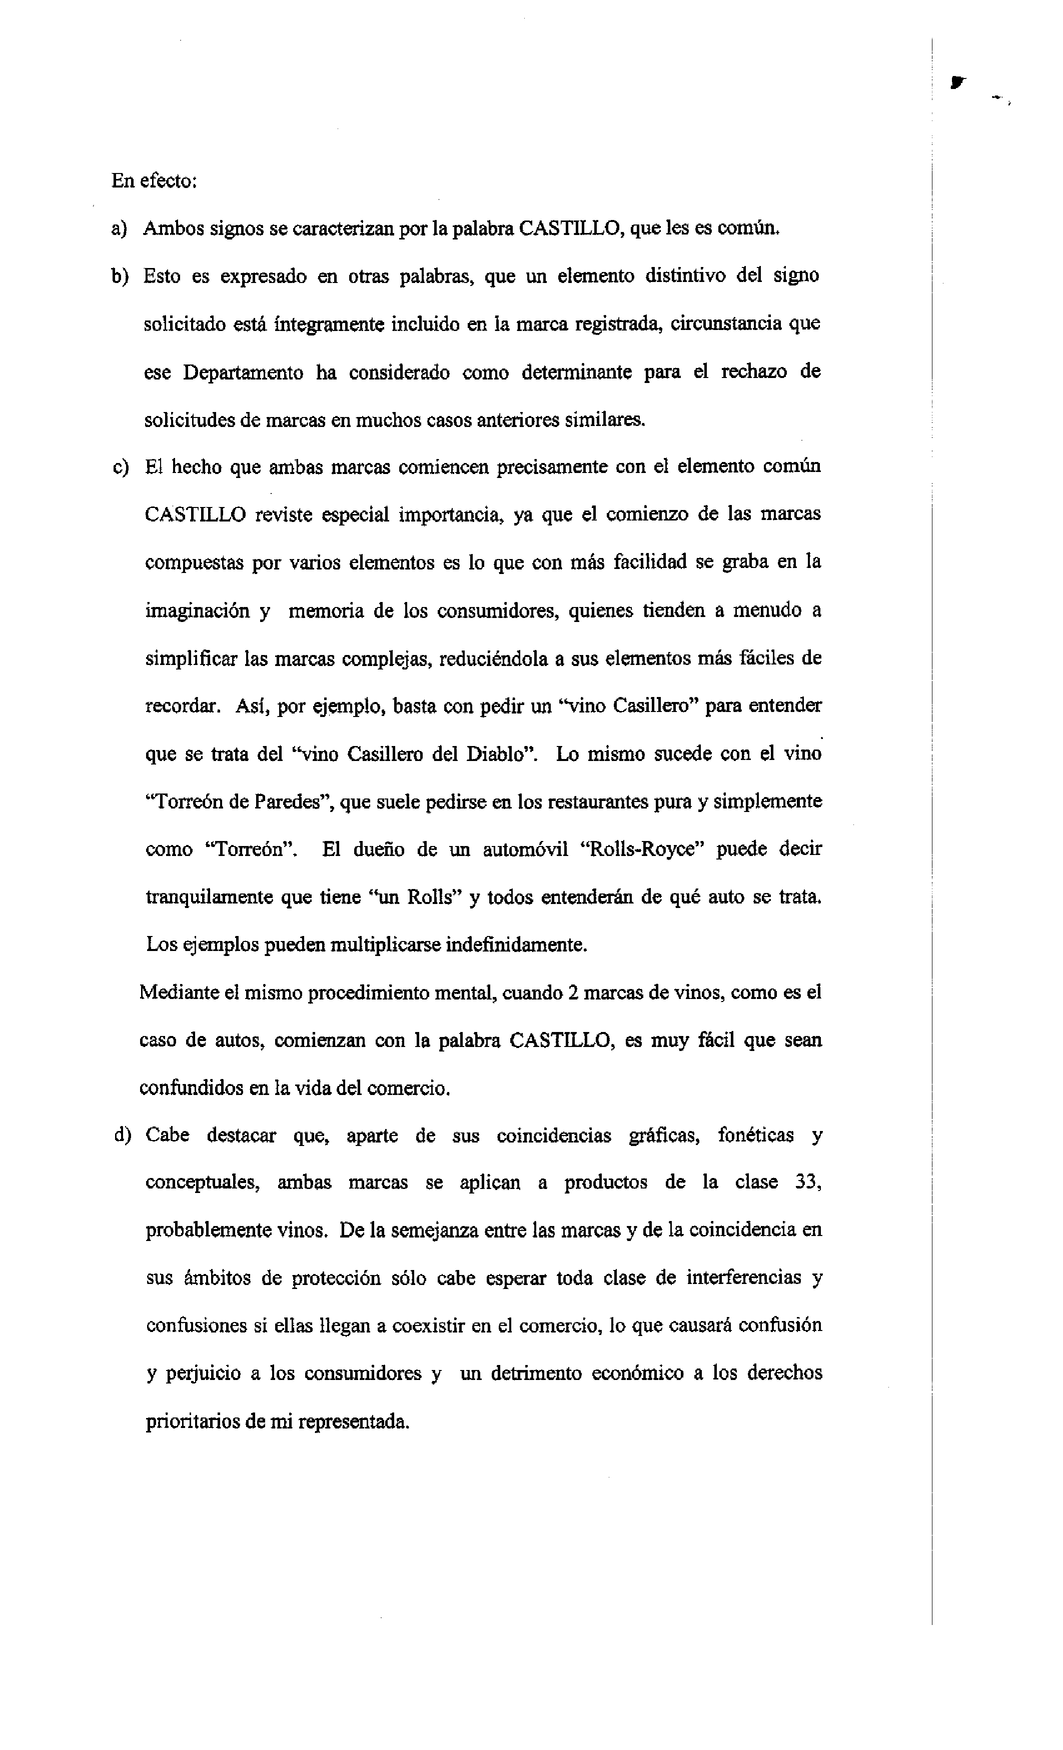 En efecto:
a) Ambos signos se caracterizan por la palabra CASTILLO, que les es común.
b) Esto es expresado en otras palabras, que un elemento distintivo del signo
solicitado está íntegramente incluido en la marca registrada, circunstancia que
ese Departamento ha considerado como determinante para el rechazo de
solicitudes de marcas en muchos casos anteriores similares.
c) El hecho que ambas marcas comiencen precisamente con el elemento común
CASTILLO reviste especial importancia, ya que el comienzo de las marcas
compuestas por varios elementos es lo que con más facilidad se graba en la
imaginación y memoria de los consumidores, quienes tienden a menudo a
simplificar las marcas complejas, reduciéndola a sus elementos más fáciles de
recordar. Así, por ejemplo, basta con pedir un “vino Casillero” para entender
que se trata del “vino Casillero del Diablo”. Lo mismo sucede con el vino
“Torreón de Paredes”, que suele pedirse en los restaurantes pura y simplemente
como “Torreón”. El dueño de un automóvil “Rolls-Royce” puede decir
tranquilamente que tiene “un Rolls” y todos entenderán de qué auto se trata.
Los ejemplos pueden multiplicarse indefinidamente.
Mediante el mismo procedimiento mental, cuando 2 marcas de vinos, como es el
caso de autos, comienzan con la palabra CASTILLO, es muy fácil que sean
confundidos en la vida del comercio.
d) Cabe destacar que, aparte de sus coincidencias gráficas, fonéticas y
conceptuales, ambas marcas se aplican a productos de la clase 33,
probablemente vinos. De la semejanza entre las marcas y de la coincidencia en
sus ámbitos de protección sólo cabe esperar toda clase de interferencias y
confusiones si ellas llegan a coexistir en el comercio, lo que causará confusión
y perjuicio a los consumidores y un detrimento económico a los derechos
prioritarios de mi representada.